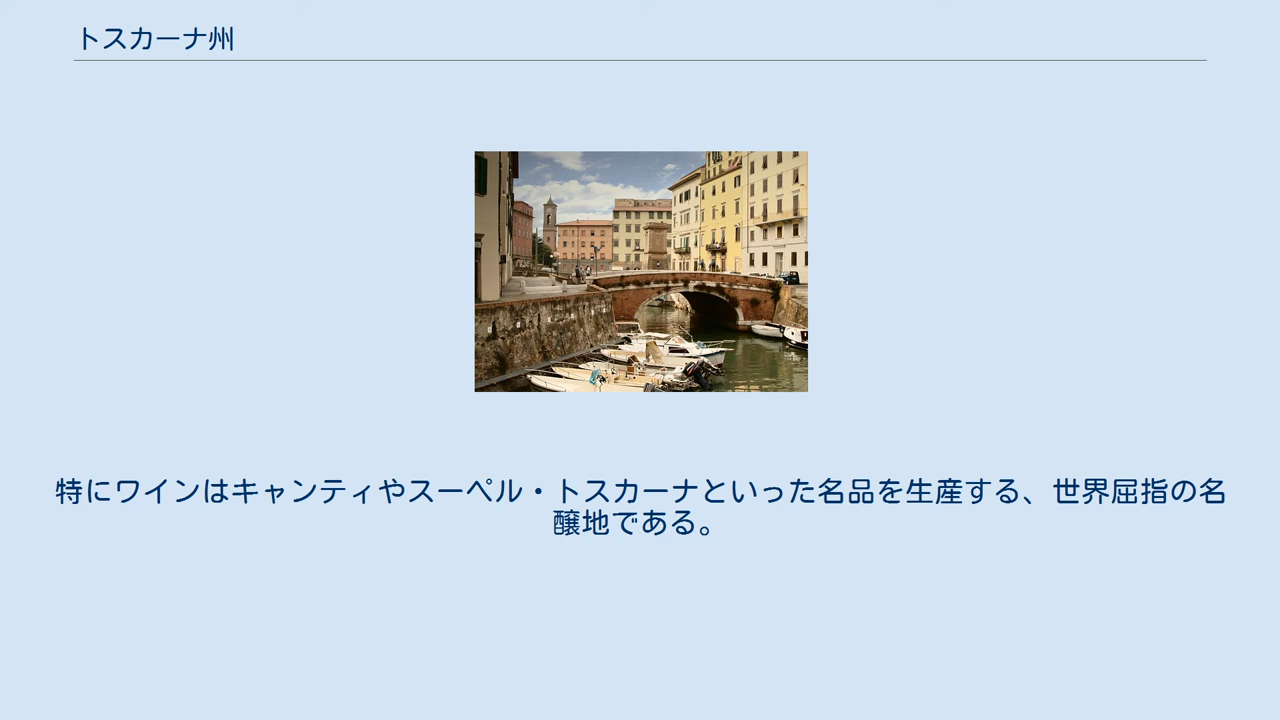 トスカーナ州
特にワインはキャンティやスーペル・トスカーナといった名品を生産する、世界屈指の名
醸地である。